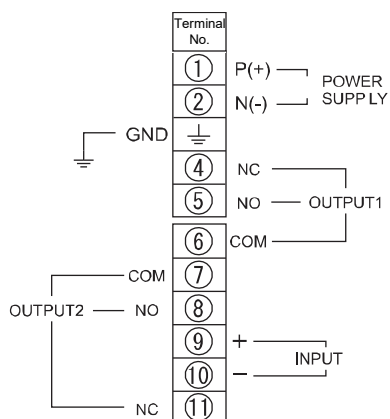 Terminal
No.
1 P(+)
2 N(-)
POWER
SUPPLY
GND
4 NC
5 NO OUTPUT1
6 COM
COM 7
OUTPUT2 NO 8
9 +
INPUT
10 −
NC 11